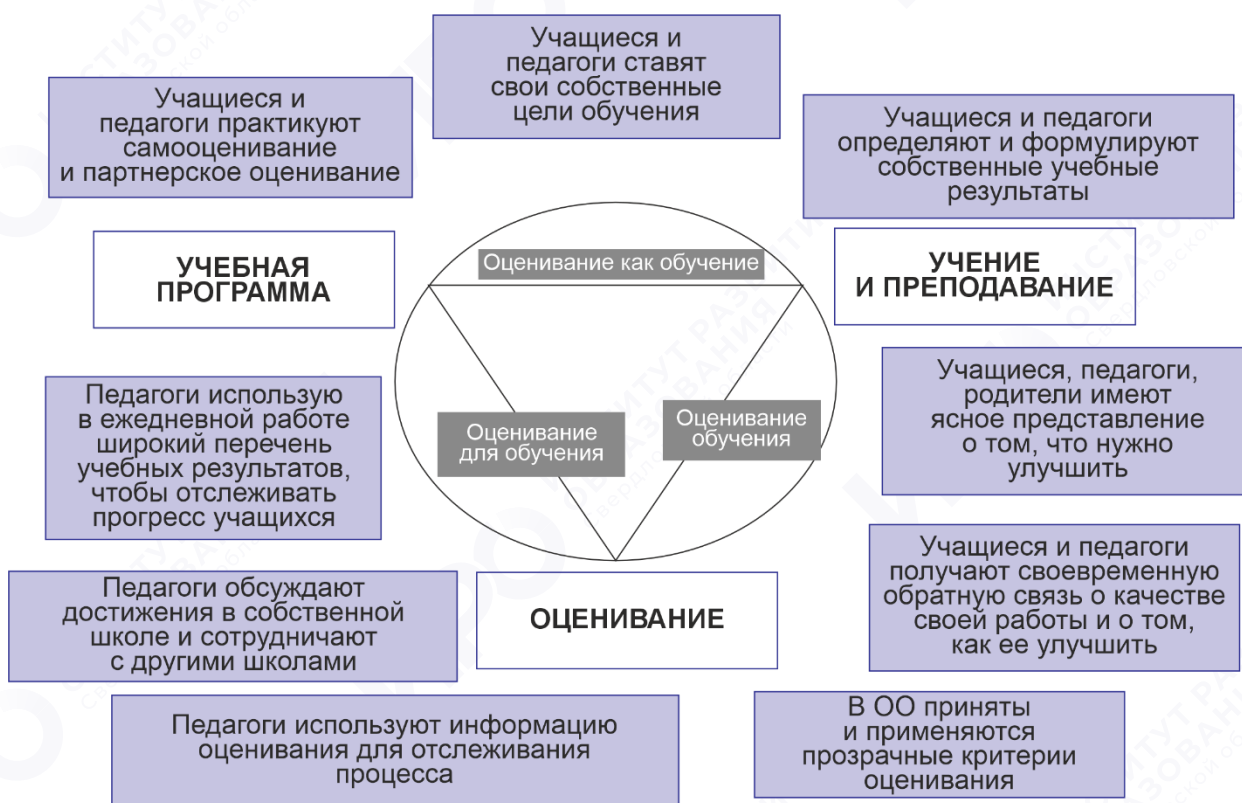 Учащиеся и
педагоги ставят
свои собственные
цели обучения
Учащиеся и
педагоги практикуют
самооценивание
и партнерское оценивание
Учащиеся и педагоги
определяют и формулируют
собственные учебные
результаты
УЧЕБНАЯ
ПРОГРАММА
Оценивание как обучение
УЧЕНИЕ
И ПРЕПОДАВАНИЕ
Педагоги использую
в ежедневной работе
широкий перечень
учебных результатов,
чтобы отслеживать
прогресс учащихся
Оценивание
для обучения
Оценивание
обучения
Учащиеся, педагоги,
родители имеют
ясное представление
о том, что нужно
улучшить
Педагоги обсуждают
достижения в собственной
школе и сотрудничают
с другими школами
ОЦЕНИВАНИЕ
Учащиеся и педагоги
получают своевременную
обратную связь о качестве
своей работы и о том,
как ее улучшить
Педагоги используют информацию
оценивания для отслеживания
процесса
В ОО приняты
и применяются
прозрачные критерии
оценивания